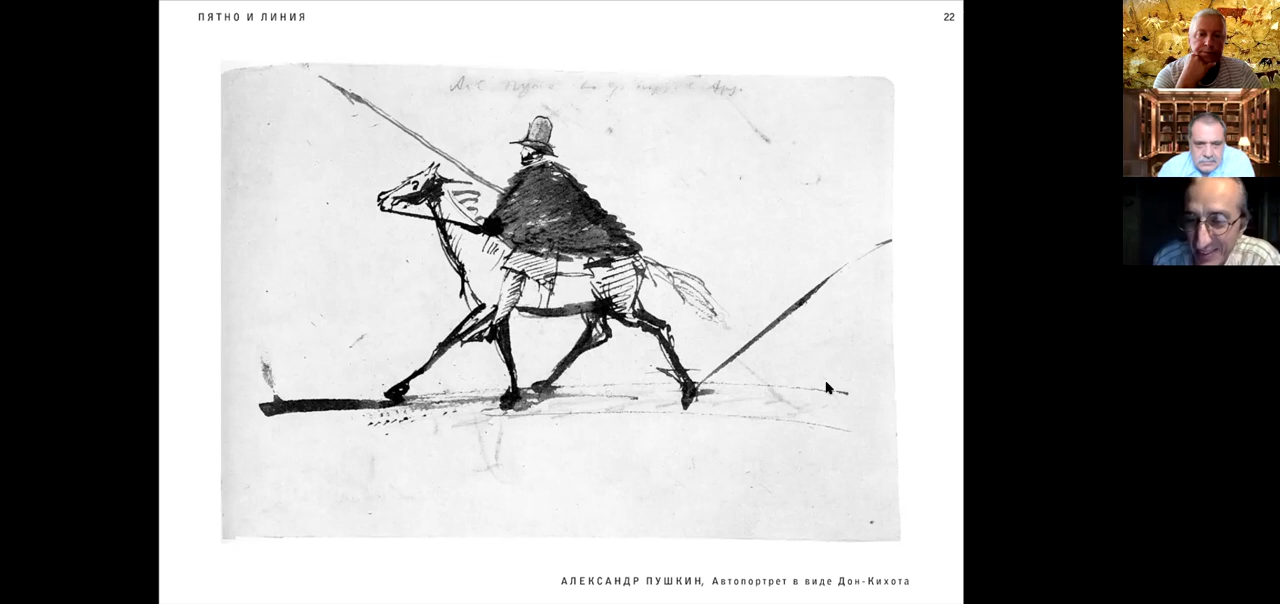 ПЯТНО И ЛИНИЯ
22
АЛЕКСАНДР ПУШКИН, Автопортрет в виде Дон-Кихота